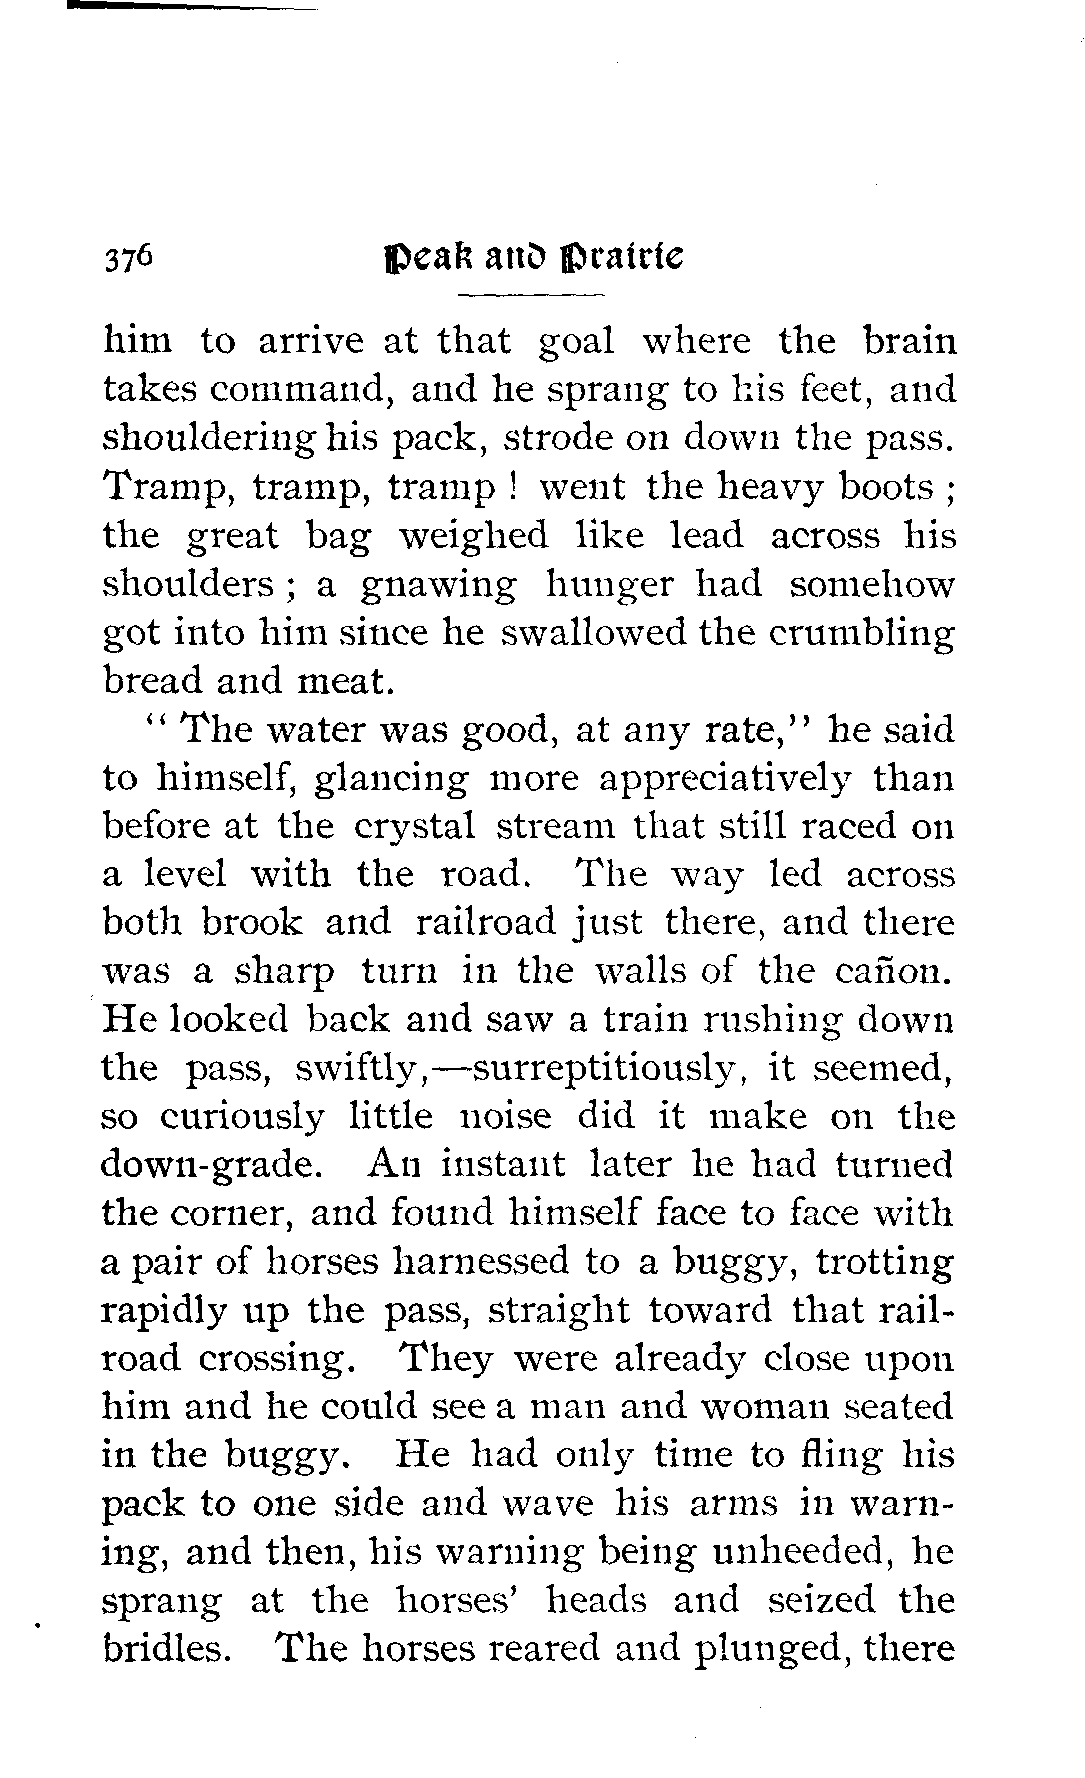 376 Peak and Prairie
him to arrive at that goal where the brain
takes command, and he sprang to his feet, and
shouldering his pack, strode on down the pass.
Tramp, tramp, tramp ! went the heavy boots ;
the great bag weighed like lead across his
shoulders ; a gnawing hunger had somehow
got into him since he swallowed the crumbling
bread and meat.
“ The water was good, at any rate,” he said
to himself, glancing more appreciatively than
before at the crystal stream that still raced on
a level with the road. The way led across
both brook and railroad just there, and there
was a sharp turn in the walls of the cañon.
He looked back and saw a train rushing down
the pass, swiftly,—surreptitiously, it seemed,
so curiously little noise did it make on the
down-grade. An instant later he had turned
the corner, and found himself face to face with
a pair of horses harnessed to a buggy, trotting
rapidly up the pass, straight toward that rail-
road crossing. They were already close upon
him and he could see a man and woman seated
in the buggy. He had only time to fling his
pack to one side and wave his arms in warn-
ing, and then, his warning being unheeded, he
sprang at the horses’ heads and seized the
bridles. The horses reared and plunged, there